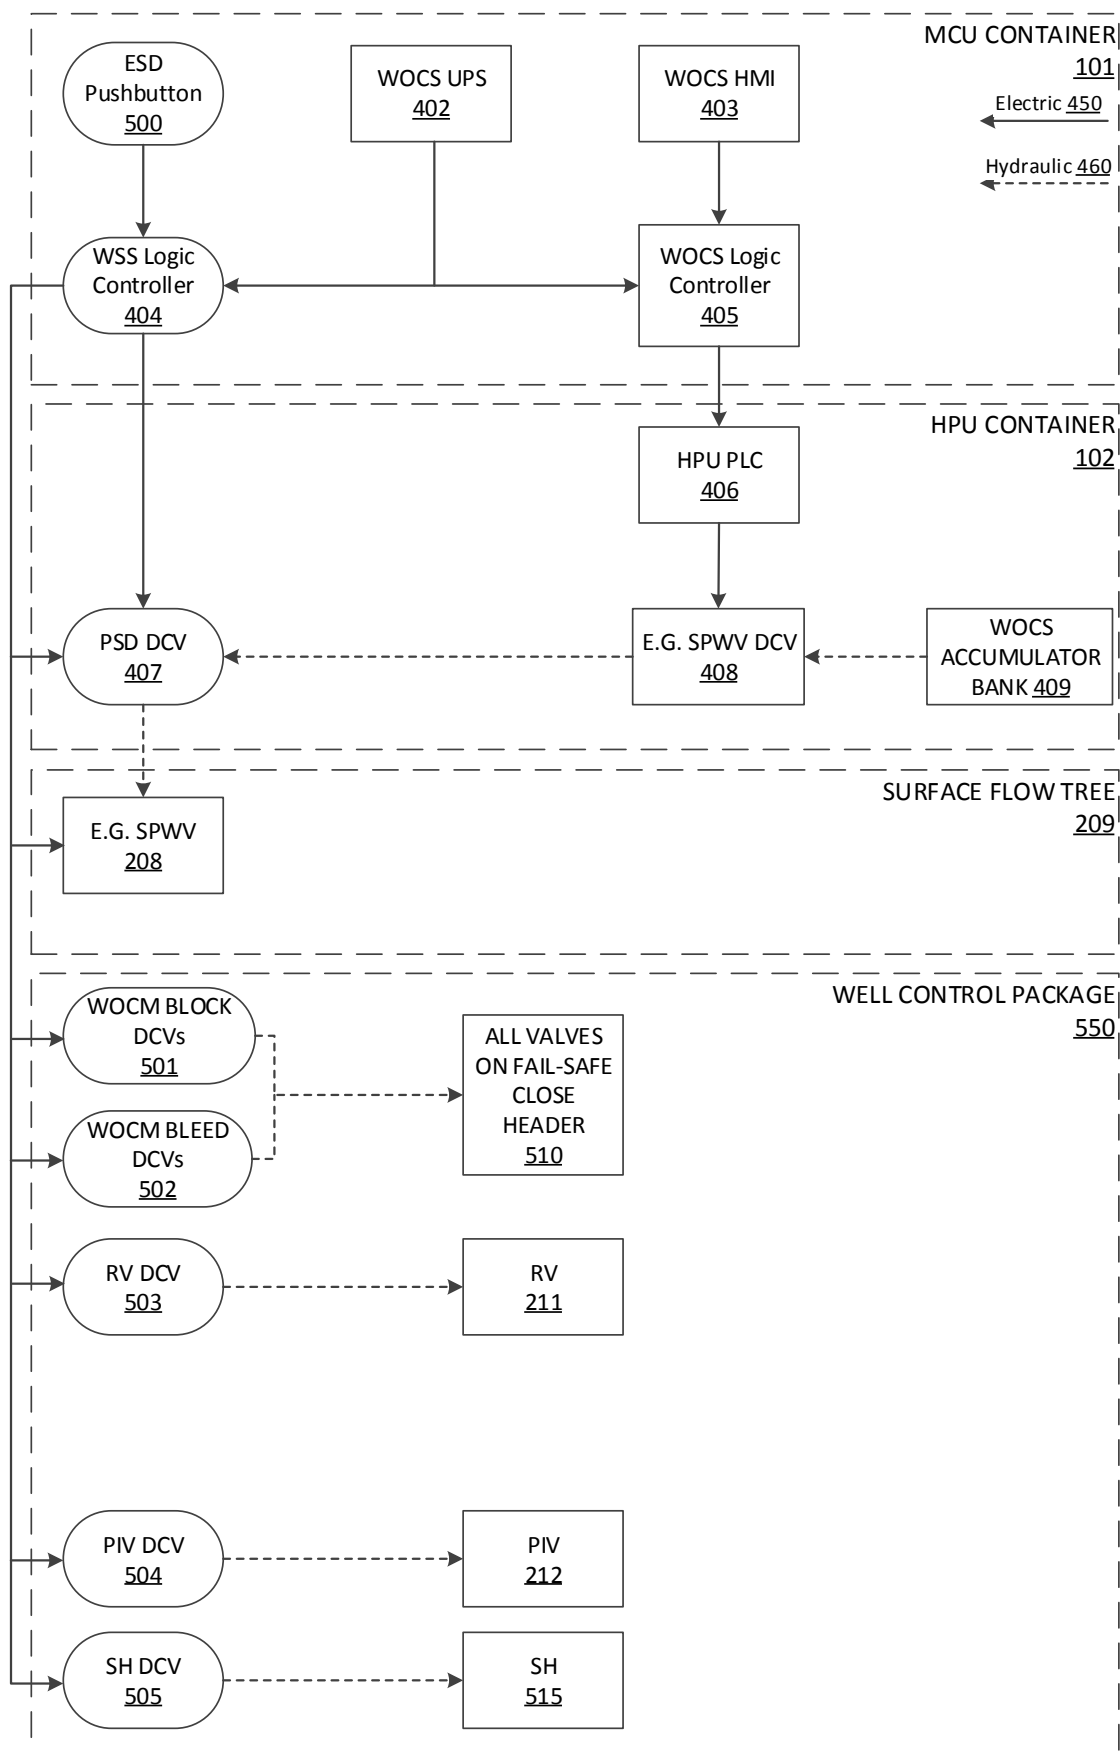 MCU CONTAINER
101
Electric 450
Hydraulic 460
ESD
Pushbutton
500
WOCS UPS
402
WOCS HMI
403
WSS Logic
Controller
404
WOCS Logic
Controller
405
HPU CONTAINER
102
HPU PLC
406
PSD DCV
407
E.G. SPWV DCV
408
WOCS
ACCUMULATOR
BANK 409
SURFACE FLOW TREE
209
E.G. SPWV
208
WELL CONTROL PACKAGE
550
WOCM BLOCK
DCVs
501
ALL VALVES
ON FAIL-SAFE
CLOSE
HEADER
510
WOCM BLEED
DCVs
502
RV DCV
503
RV
211
PIV DCV
504
PIV
212
SH DCV
505
SH
515